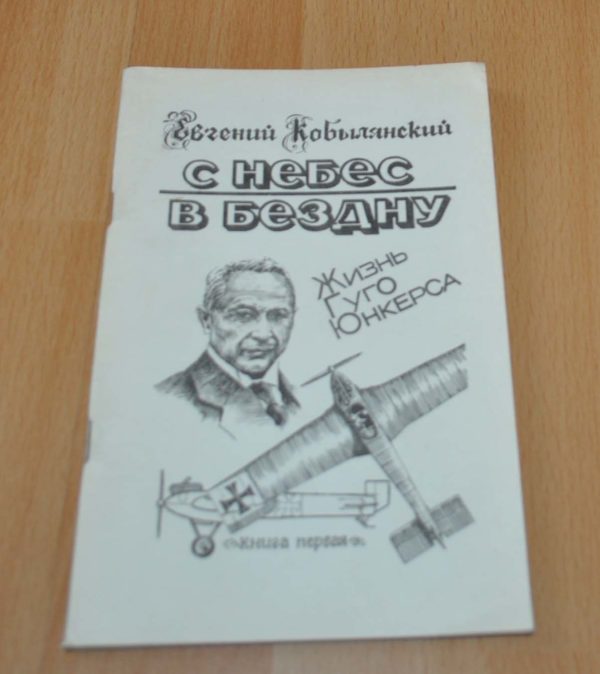 Евгений Кобылянский
С НЕБЕС
В БЕЗДНУ
ЖИЗНЬ
ГУГО
ЮНКЕРСА
КНИГА ПЕРВАЯ